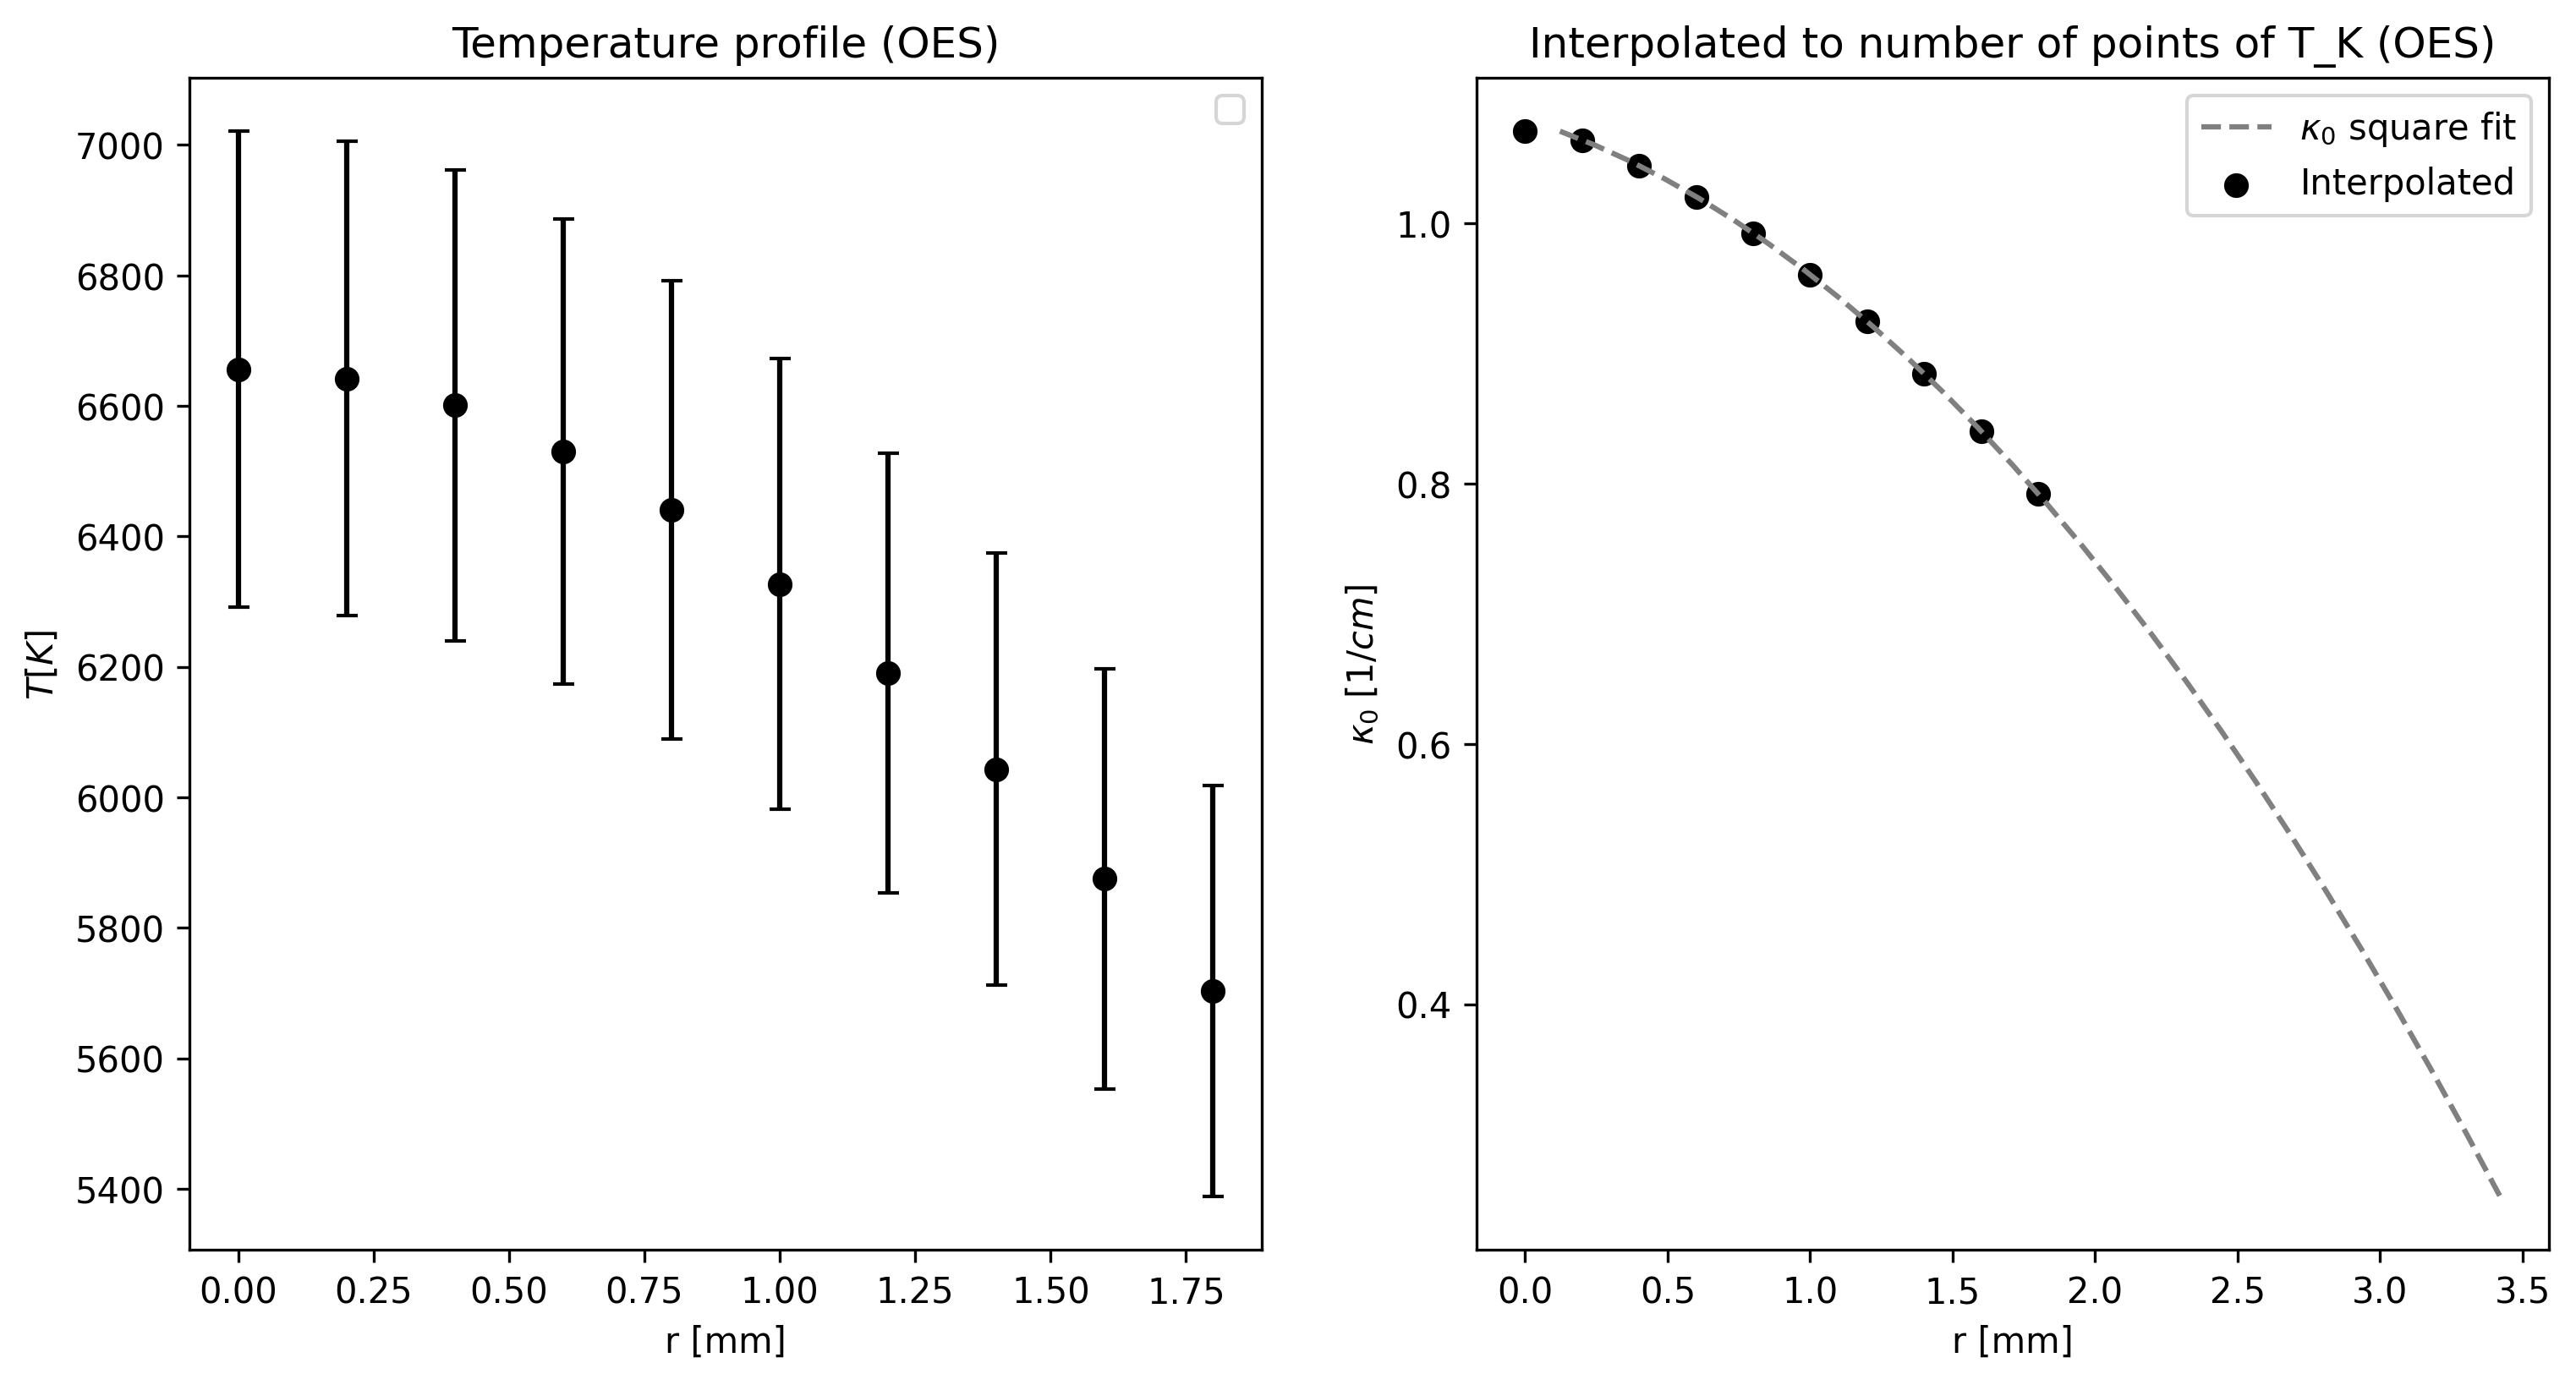 Temperature profile (OES)
7000
6800
6600
6400
6200
6000
5800
5600
5400
T[K]
0.00 0.25 0.50 0.75 1.00 1.25 1.50 1.75
r [mm]
Interpolated to number of points of T_K (OES)
κ₀ square fit
Interpolated
1.0
0.8
0.6
0.4
κ₀ [1/cm]
0.0 0.5 1.0 1.5 2.0 2.5 3.0 3.5
r [mm]